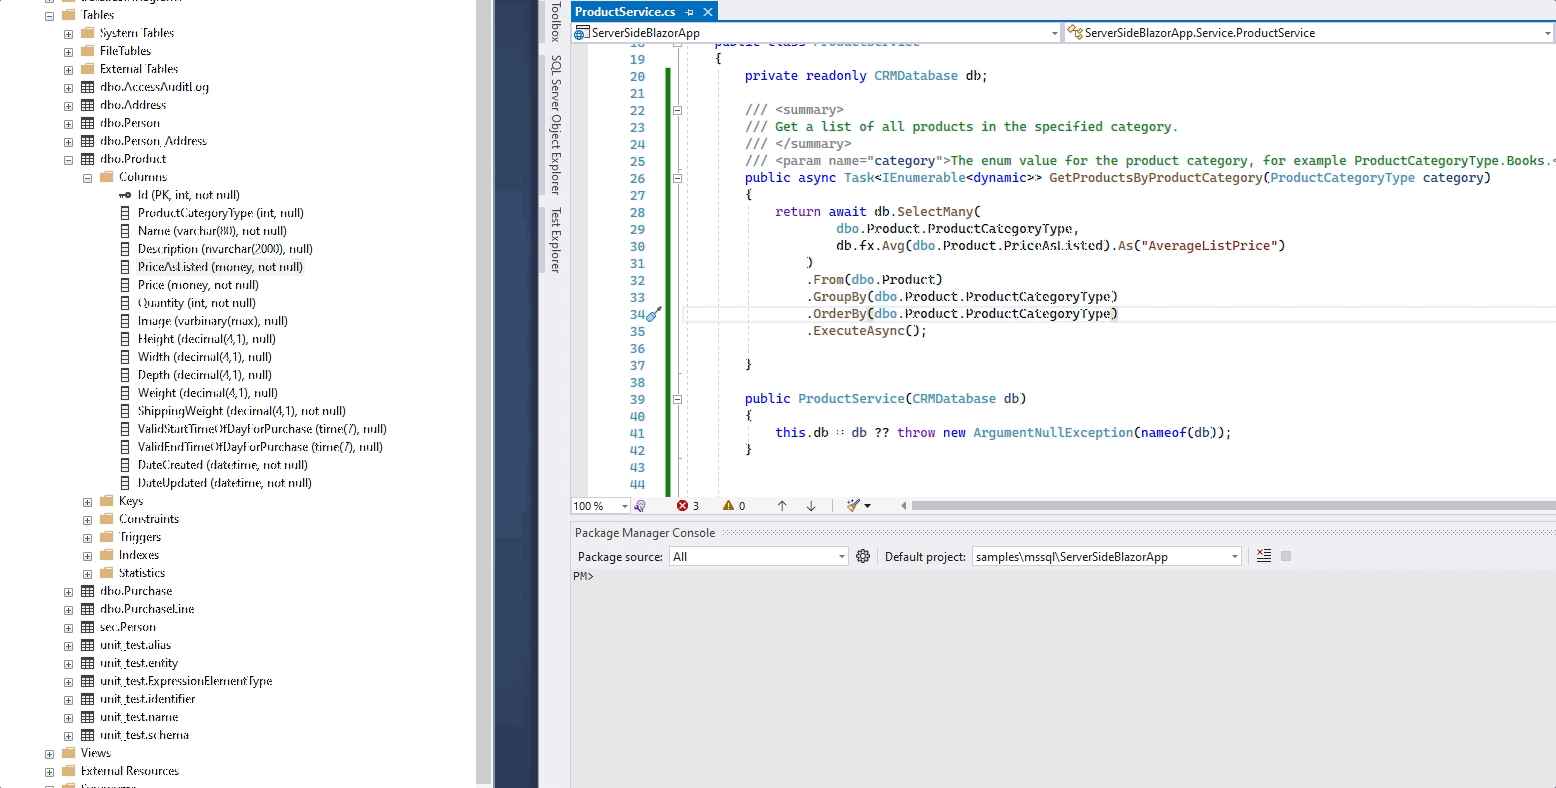 Tables
System Tables
FileTables
External Tables
dbo.AccessAuditLog
dbo.Address
dbo.Person
dbo.Person_Address
dbo.Product
Columns
Id (PK, int, not null)
ProductCategoryType (int, null)
Name (varchar(80), not null)
Description (nvarchar(2000), null)
PriceAsListed (money, not null)
Price (money, not null)
Quantity (int, not null)
Image (varbinary(max), null)
Height (decimal(4,1), null)
Width (decimal(4,1), null)
Depth (decimal(4,1), null)
Weight (decimal(4,1), null)
ShippingWeight (decimal(4,1), not null)
ValidStartTimeOfDayForPurchase (time(7), null)
ValidEndTimeOfDayForPurchase (time(7), null)
DateCreated (datetime, not null)
DateUpdated (datetime, not null)
Keys
Constraints
Triggers
Indexes
Statistics
dbo.Purchase
dbo.PurchaseLine
sec.Person
unit_test.alias
unit_test.entity
unit_test.ExpressionElementType
unit_test.identifier
unit_test.name
unit_test.schema
Views
External Resources
Toolbox
SQL Server Object Explorer
Test Explorer
ProductService.cs
ServerSideBlazorApp
ServerSideBlazorApp.Service.ProductService
18 public class ProductService
19 {
20 private readonly CRMDatabase db;
21
22 /// <summary>
23 /// Get a list of all products in the specified category.
24 /// </summary>
25 /// <param name="category">The enum value for the product category, for example ProductCategoryType.Books.<
26 public async Task<IEnumerable<dynamic>> GetProductsByProductCategory(ProductCategoryType category)
27 {
28 return await db.SelectMany(
29 dbo.Product.ProductCategoryType,
30 db.fx.Avg(dbo.Product.PriceAsListed).As("AverageListPrice")
31 )
32 .From(dbo.Product)
33 .GroupBy(dbo.Product.ProductCategoryType)
34 .OrderBy(dbo.Product.ProductCategoryType)
35 .ExecuteAsync();
36
37 }
38
39 public ProductService(CRMDatabase db)
40 {
41 this.db = db ?? throw new ArgumentNullException(nameof(db));
42 }
43
44
100 % 3 0
Package Manager Console
Package source: All Default project: samples\mssql\ServerSideBlazorApp
PM>